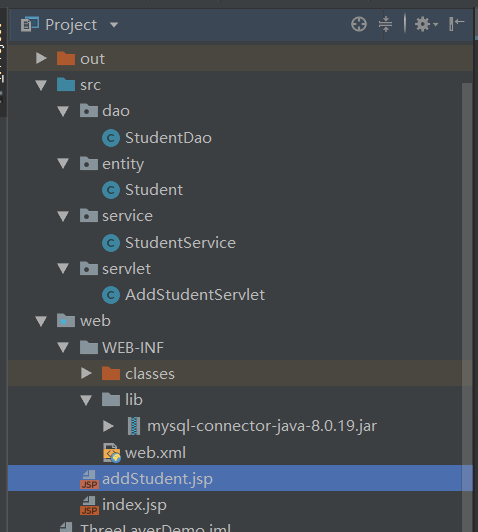 Project
out
src
dao
C StudentDao
entity
C Student
service
C StudentService
servlet
C AddStudentServlet
web
WEB-INF
classes
lib
mysql-connector-java-8.0.19.jar
web.xml
JSP addStudent.jsp
JSP index.jsp
ThreeLayerDemo.iml